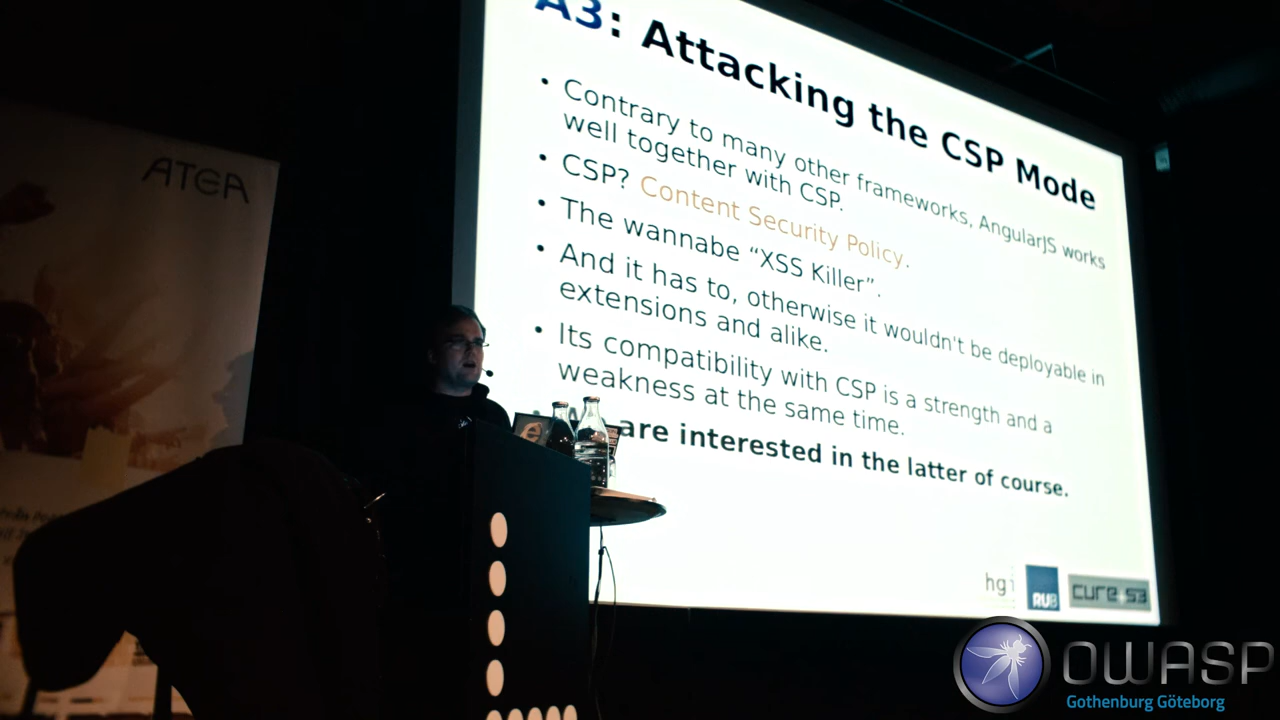 A3: Attacking the CSP Mode
• Contrary to many other frameworks, AngularJS works
well together with CSP.
• CSP? Content Security Policy.
• The wannabe “XSS Killer”.
• And it has to, otherwise it wouldn't be deployable in
extensions and alike.
• Its compatibility with CSP is a strength and a
weakness at the same time.
are interested in the latter of course.
ATEA
hgi
RUB
cure53
OWASP
Gothenburg Göteborg